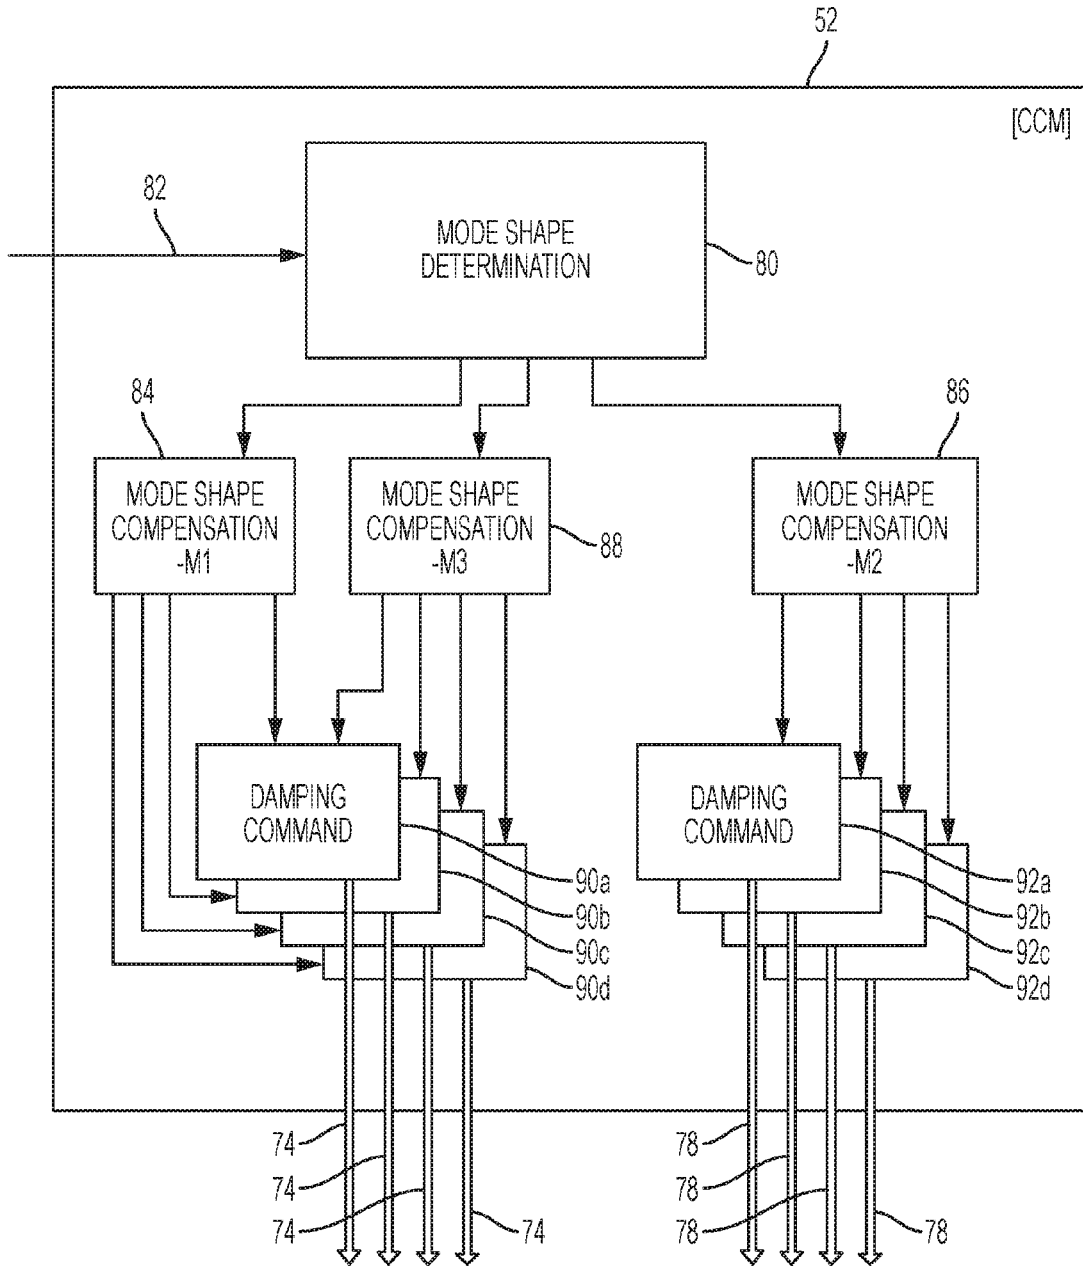 52
[CCM]
82
MODE SHAPE
DETERMINATION
80
84
86
MODE SHAPE
COMPENSATION
-M1
MODE SHAPE
COMPENSATION
-M3
88
MODE SHAPE
COMPENSATION
-M2
DAMPING
COMMAND
90a
90b
90c
90d
DAMPING
COMMAND
92a
92b
92c
92d
74
74
74
74
78
78
78
78